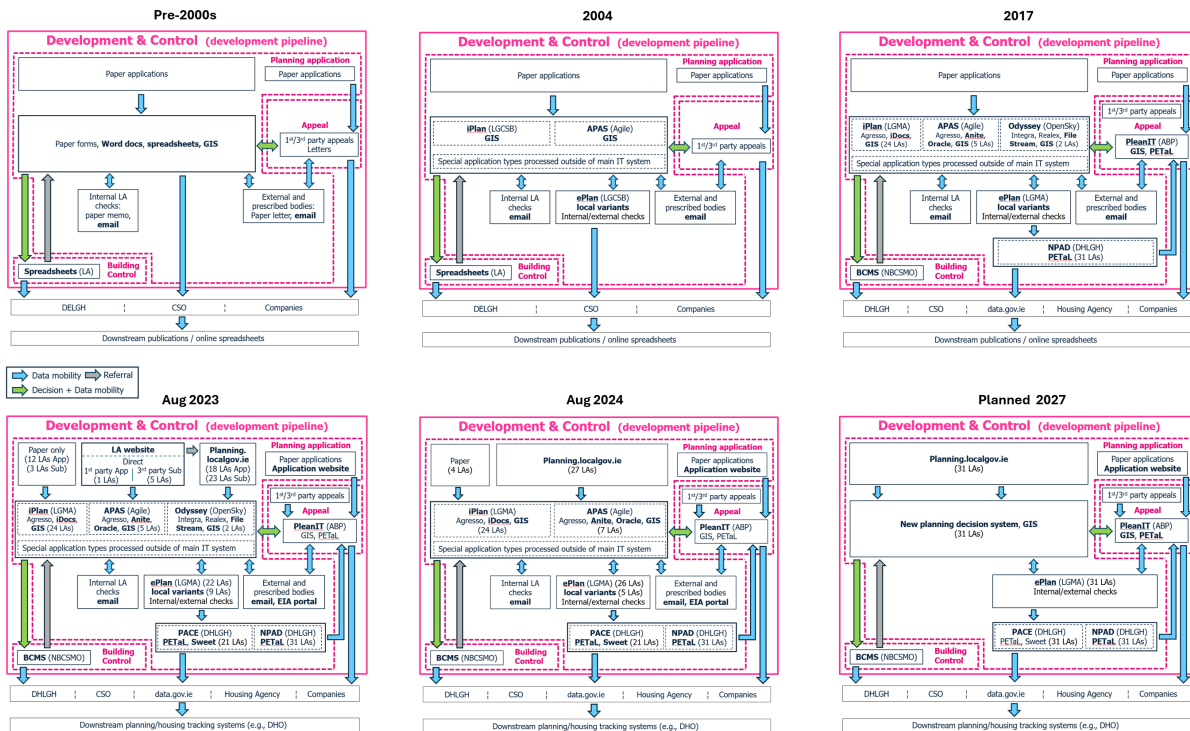 Pre-2000s
Development & Control (development pipeline)
Planning application
Paper applications
Paper applications
Appeal
Paper forms, Word docs, spreadsheets, GIS
1st/3rd party appeals
Letters
Internal LA
checks:
paper memo,
email
External and
prescribed bodies:
Paper letter, email
Spreadsheets (LA)
Building
Control
DELGH
CSO
Companies
Downstream publications / online spreadsheets
2004
Development & Control (development pipeline)
Planning application
Paper applications
Paper applications
Appeal
iPlan (LGCSB)
GIS
APAS (Agile)
GIS
1st/3rd party appeals
Special application types processed outside of main IT system
Internal LA
checks
email
ePlan (LGCSB)
local variants
Internal/external checks
External and
prescribed bodies
email
Spreadsheets (LA)
Building
Control
DELGH
CSO
Companies
Downstream publications / online spreadsheets
2017
Development & Control (development pipeline)
Planning application
Paper applications
Paper applications
1st/3rd party appeals
Appeal
iPlan (LGMA)
Agresso, iDocs,
GIS (24 LAs)
APAS (Agile)
Agresso, Anite,
Oracle, GIS (5 LAs)
Odyssey (OpenSky)
Integra, Realex, File
Stream, GIS (2 LAs)
PleanIT (ABP)
GIS, PETaL
Special application types processed outside of main IT system
Internal LA
checks
email
ePlan (LGMA)
local variants
Internal/external checks
External and
prescribed bodies
email
NPAD (DHLGH)
PETaL (31 LAs)
BCMS (NBCSMO)
Building
Control
DHLGH
CSO
data.gov.ie
Housing Agency
Companies
Downstream publications / online spreadsheets
Data mobility
Referral
Decision + Data mobility
Aug 2023
Development & Control (development pipeline)
Planning application
Paper only
(12 LAs App)
(3 LAs Sub)
LA website
Direct
1st party App
(1 LAs)
3rd party Sub
(5 LAs)
Planning.
localgov.ie
(18 LAs App)
(23 LAs Sub)
Paper applications
Application website
1st/3rd party appeals
Appeal
iPlan (LGMA)
Agresso, iDocs,
GIS (24 LAs)
APAS (Agile)
Agresso, Anite,
Oracle, GIS (5 LAs)
Odyssey (OpenSky)
Integra, Realex, File
Stream, GIS (2 LAs)
PleanIT (ABP)
GIS, PETaL
Special application types processed outside of main IT system
Internal LA
checks
email
ePlan (LGMA) (22 LAs)
local variants (9 LAs)
Internal/external checks
External and
prescribed bodies
email, EIA portal
PACE (DHLGH)
PETaL, Sweet (21 LAs)
NPAD (DHLGH)
PETaL (31 LAs)
BCMS (NBCSMO)
Building
Control
DHLGH
CSO
data.gov.ie
Housing Agency
Companies
Downstream planning/housing tracking systems (e.g., DHO)
Aug 2024
Development & Control (development pipeline)
Planning application
Paper
(4 LAs)
Planning.localgov.ie
(27 LAs)
Paper applications
Application website
1st/3rd party appeals
Appeal
iPlan (LGMA)
Agresso, iDocs, GIS
(24 LAs)
APAS (Agile)
Agresso, Anite, Oracle, GIS
(7 LAs)
PleanIT (ABP)
GIS, PETaL
Special application types processed outside of main IT system
Internal LA
checks
email
ePlan (LGMA) (26 LAs)
local variants (5 LAs)
Internal/external checks
External and
prescribed bodies
email, EIA portal
PACE (DHLGH)
PETaL, Sweet (21 LAs)
NPAD (DHLGH)
PETaL (31 LAs)
BCMS (NBCSMO)
Building
Control
DHLGH
CSO
data.gov.ie
Housing Agency
Companies
Downstream planning/housing tracking systems (e.g., DHO)
Planned 2027
Development & Control (development pipeline)
Planning application
Planning.localgov.ie
(31 LAs)
Paper applications
Application website
1st/3rd party appeals
Appeal
New planning decision system, GIS
(31 LAs)
PleanIT (ABP)
GIS, PETaL
ePlan (LGMA) (31 LAs)
Internal/external checks
PACE (DHLGH)
PETaL, Sweet (31 LAs)
NPAD (DHLGH)
PETaL (31 LAs)
BCMS (NBCSMO)
Building
Control
DHLGH
CSO
data.gov.ie
Housing Agency
Companies
Downstream planning/housing tracking systems (e.g., DHO)